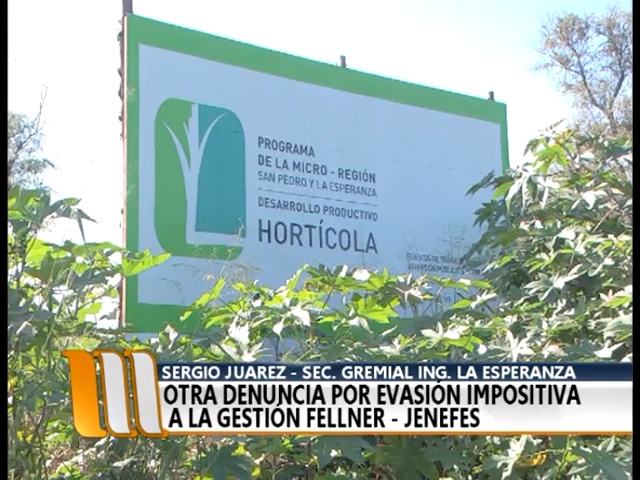 PROGRAMA
DE LA MICRO - REGIÓN
SAN PEDRO Y LA ESPERANZA
DESARROLLO PRODUCTIVO
HORTÍCOLA
SERGIO JUAREZ - SEC. GREMIAL ING. LA ESPERANZA
OTRA DENUNCIA POR EVASIÓN IMPOSITIVA
A LA GESTIÓN FELLNER - JENEFES